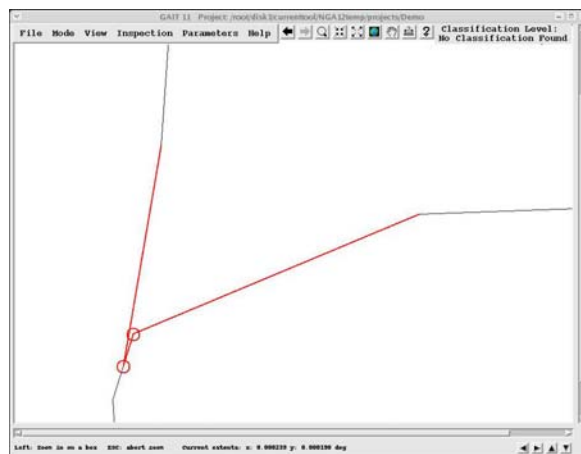 GAIT 11 Project: /root/disk1/currenttool/NGA12temp/projects/Demo
File Mode View Inspection Parameters Help ? Classification Level:
No Classification Found
Left: Zoom in on a box ESC: abort zoom Current extents: x: 0.000239 y: 0.000190 deg